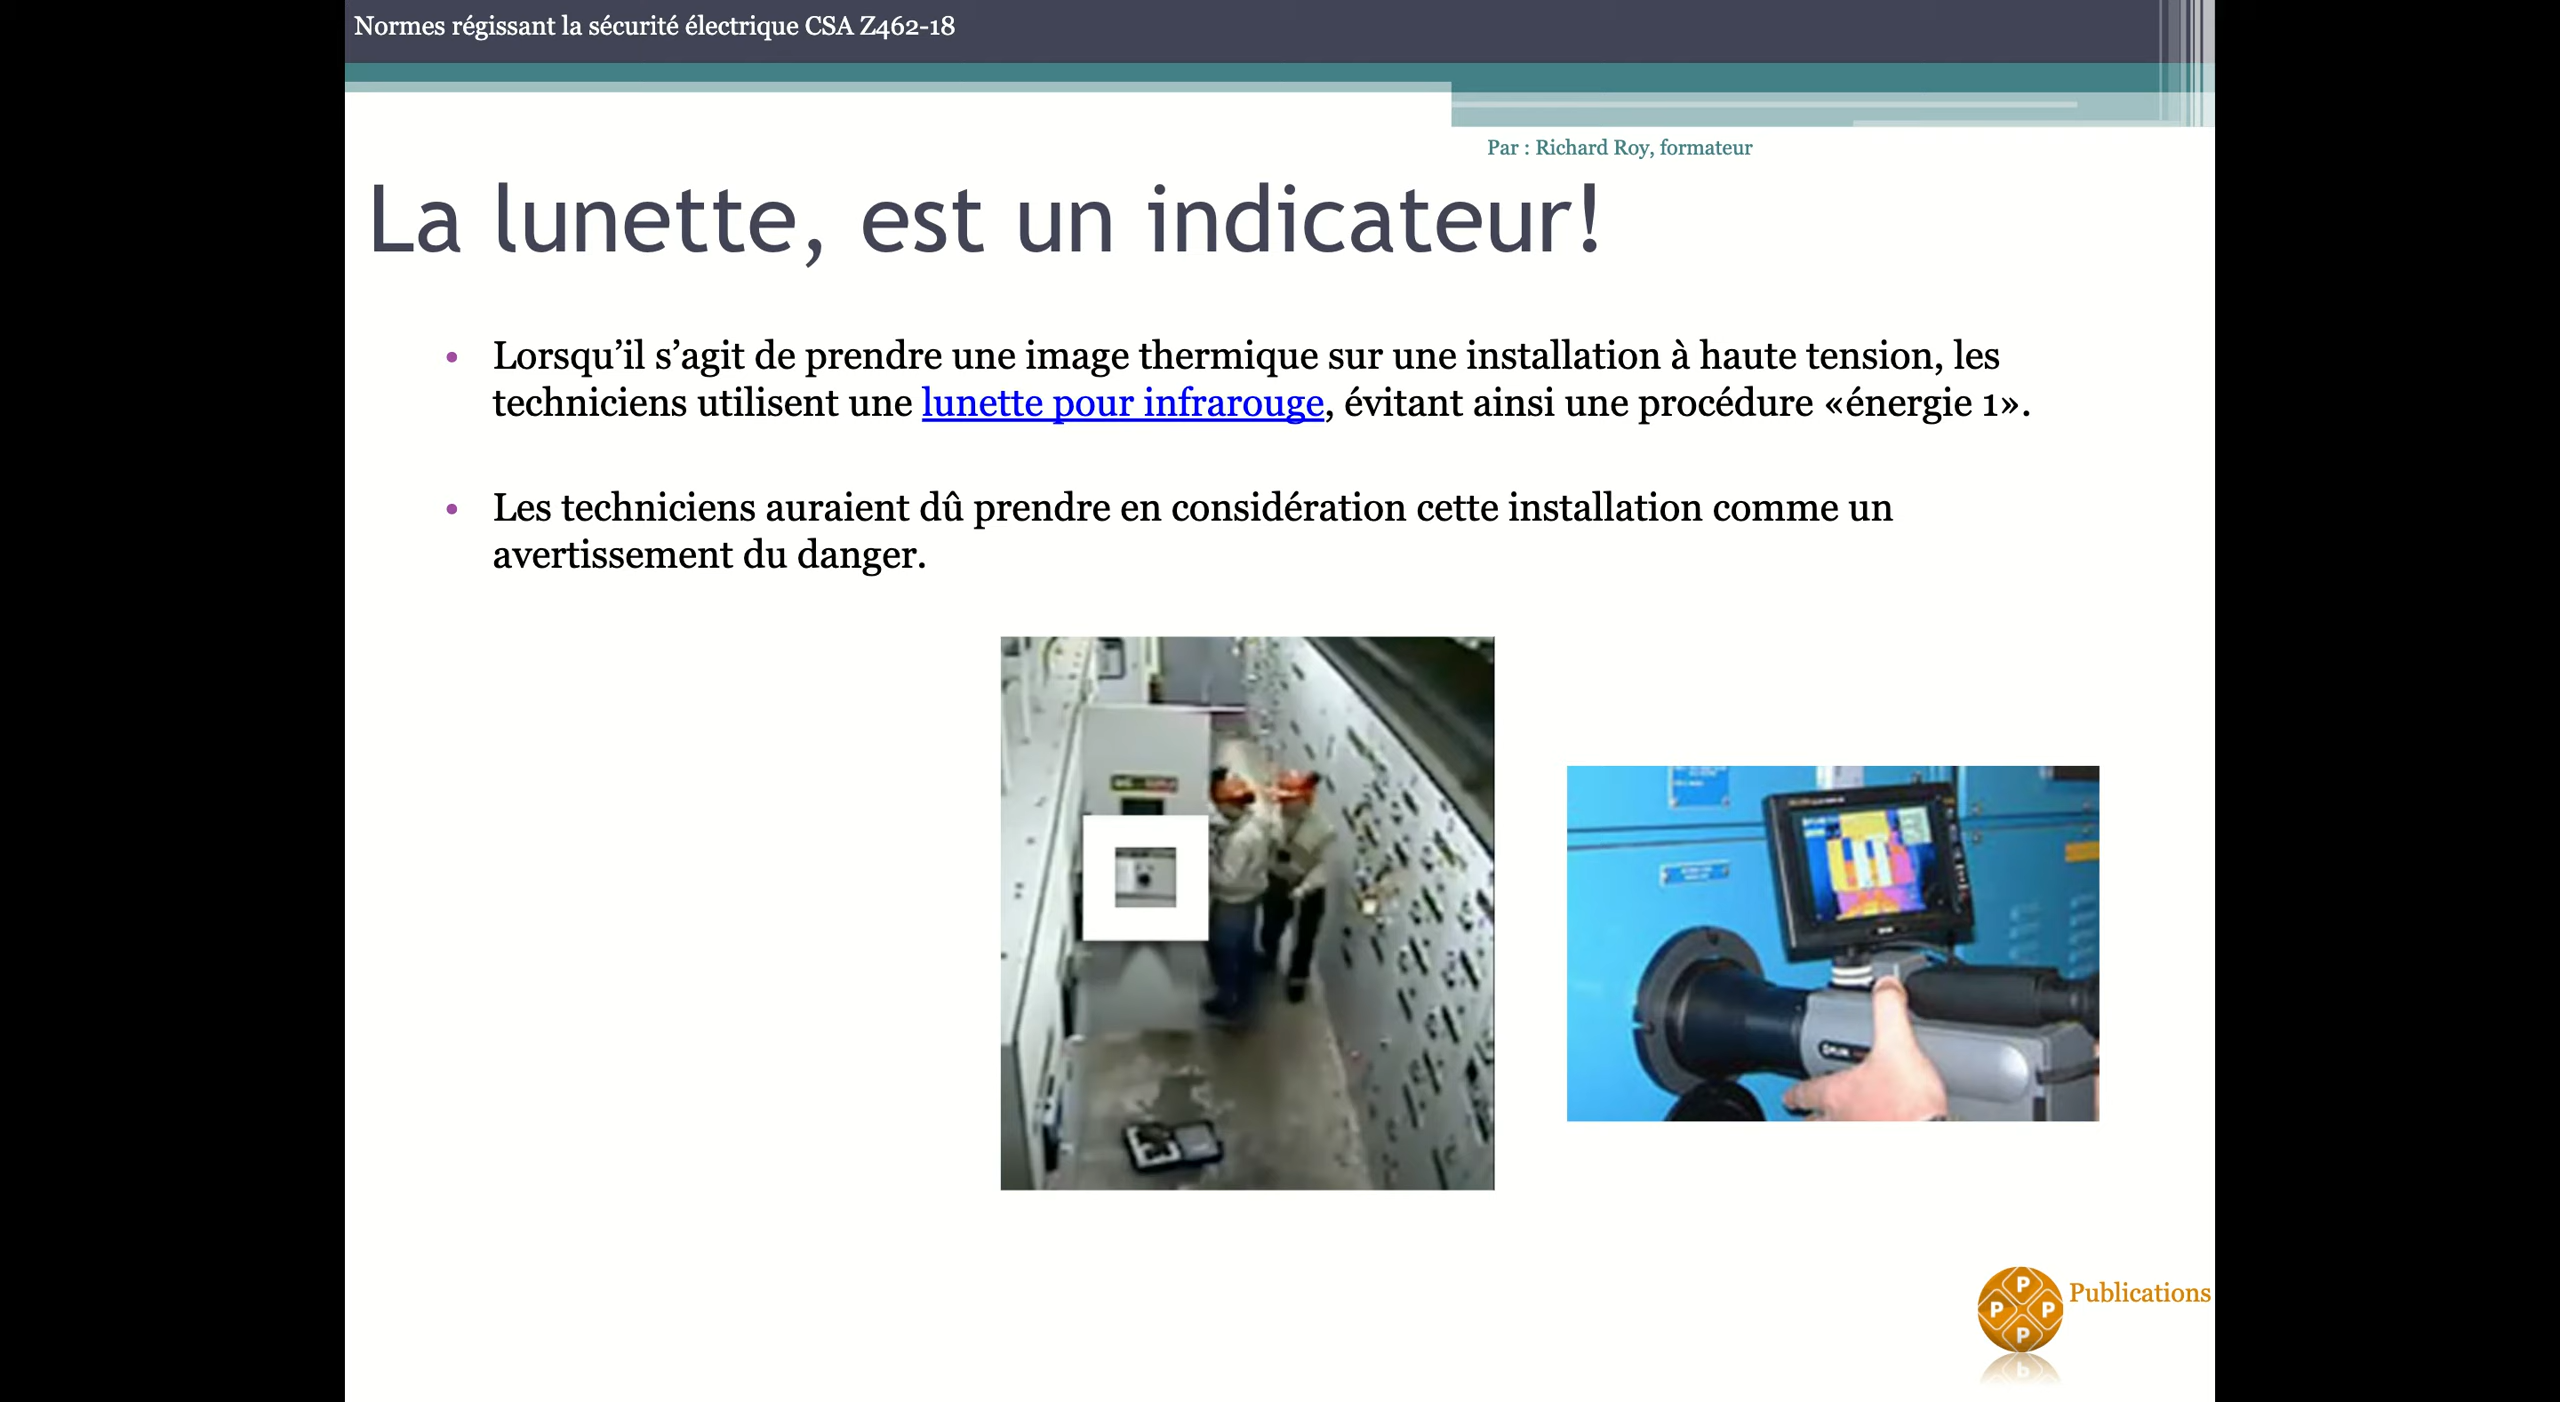 Normes régissant la sécurité électrique CSA Z462-18
Par : Richard Roy, formateur
La lunette, est un indicateur!
• Lorsqu’il s’agit de prendre une image thermique sur une installation à haute tension, les
techniciens utilisent une lunette pour infrarouge, évitant ainsi une procédure «énergie 1».
• Les techniciens auraient dû prendre en considération cette installation comme un
avertissement du danger.
P
P P
P
Publications